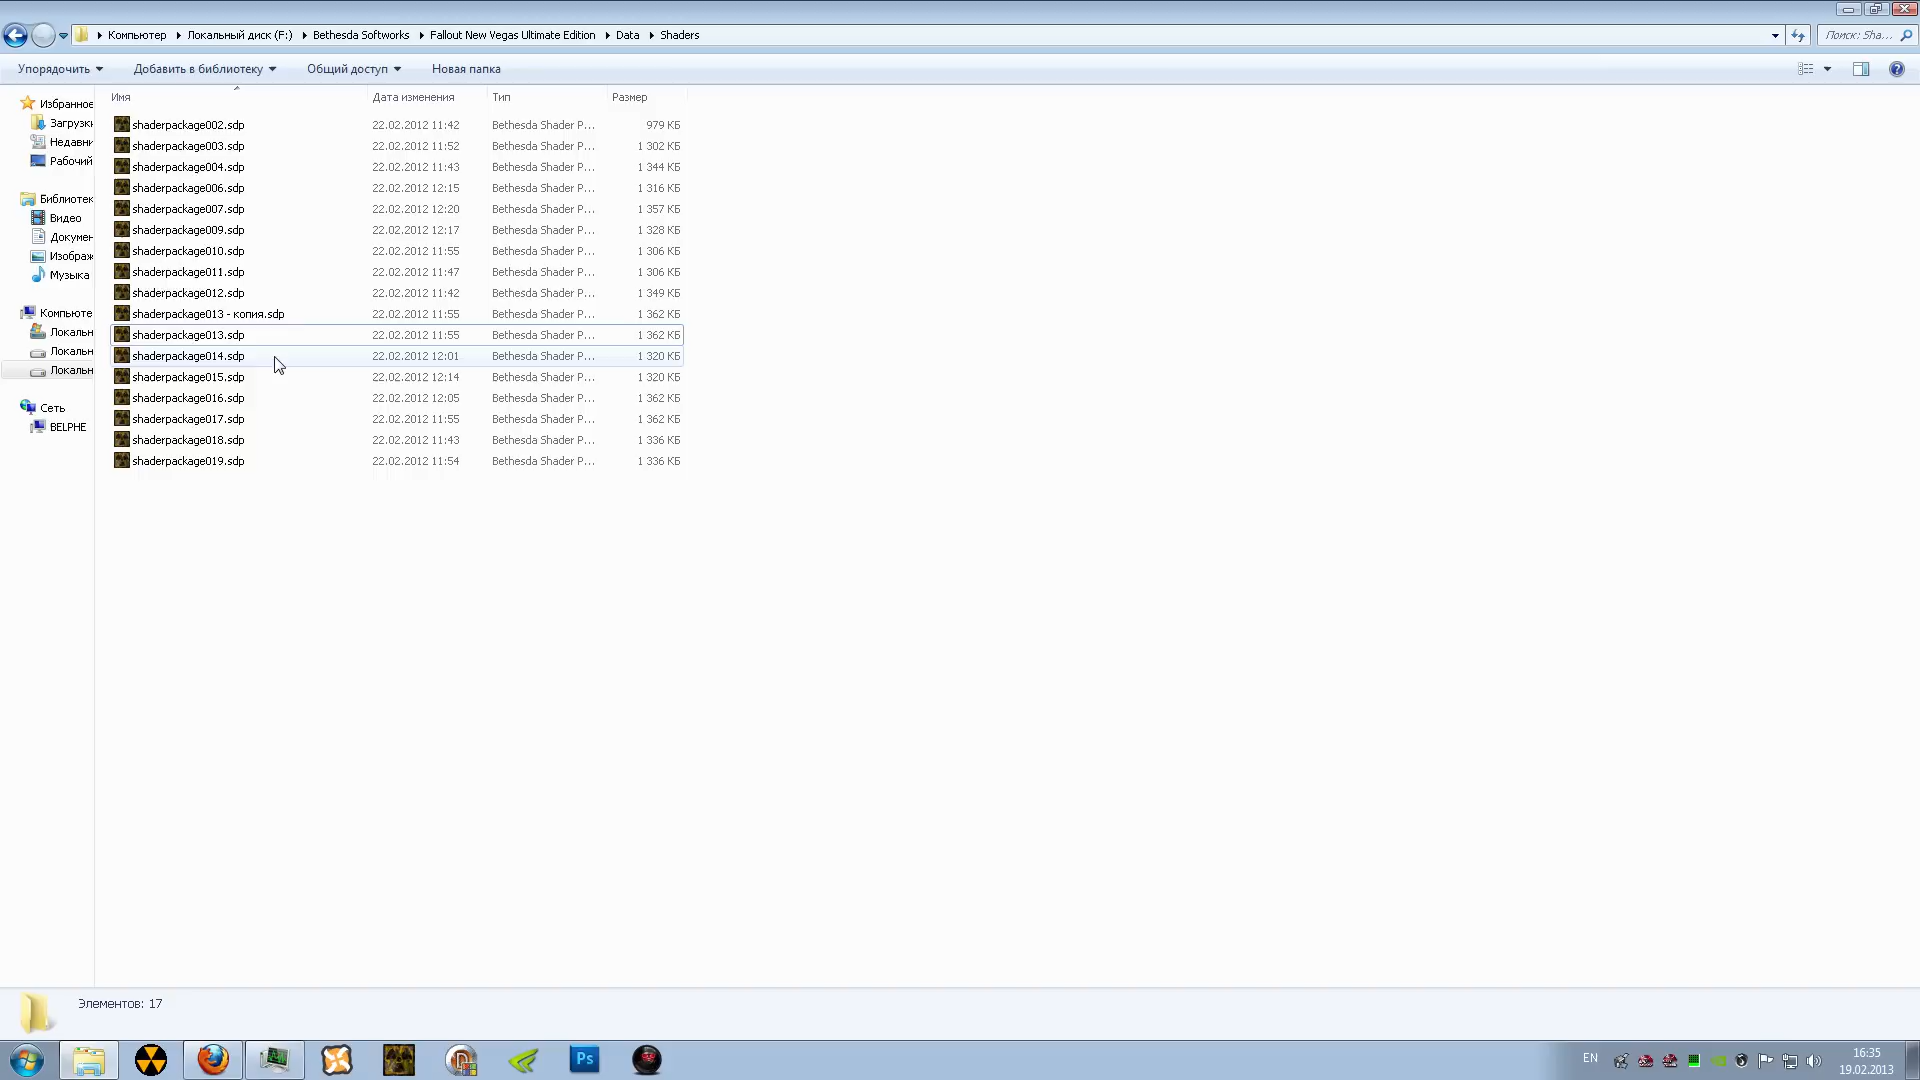 Компьютер Локальный диск (F:) Bethesda Softworks Fallout New Vegas Ultimate Edition Data Shaders Поиск: Sha...
Упорядочить Добавить в библиотеку Общий доступ Новая папка
Имя Дата изменения Тип Размер
shaderpackage002.sdp 22.02.2012 11:42 Bethesda Shader P... 979 КБ
shaderpackage003.sdp 22.02.2012 11:52 Bethesda Shader P... 1 302 КБ
shaderpackage004.sdp 22.02.2012 11:43 Bethesda Shader P... 1 344 КБ
shaderpackage006.sdp 22.02.2012 12:15 Bethesda Shader P... 1 316 КБ
shaderpackage007.sdp 22.02.2012 12:20 Bethesda Shader P... 1 357 КБ
shaderpackage009.sdp 22.02.2012 12:17 Bethesda Shader P... 1 328 КБ
shaderpackage010.sdp 22.02.2012 11:55 Bethesda Shader P... 1 306 КБ
shaderpackage011.sdp 22.02.2012 11:47 Bethesda Shader P... 1 306 КБ
shaderpackage012.sdp 22.02.2012 11:42 Bethesda Shader P... 1 349 КБ
shaderpackage013 - копия.sdp 22.02.2012 11:55 Bethesda Shader P... 1 362 КБ
shaderpackage013.sdp 22.02.2012 11:55 Bethesda Shader P... 1 362 КБ
shaderpackage014.sdp 22.02.2012 12:01 Bethesda Shader P... 1 320 КБ
shaderpackage015.sdp 22.02.2012 12:14 Bethesda Shader P... 1 320 КБ
shaderpackage016.sdp 22.02.2012 12:05 Bethesda Shader P... 1 362 КБ
shaderpackage017.sdp 22.02.2012 11:55 Bethesda Shader P... 1 362 КБ
shaderpackage018.sdp 22.02.2012 11:43 Bethesda Shader P... 1 336 КБ
shaderpackage019.sdp 22.02.2012 11:54 Bethesda Shader P... 1 336 КБ
Избранное
Загрузк
Недавн
Рабочий
Библиотек
Видео
Докумен
Изображ
Музыка
Компьюте
Локальн
Локальн
Локальн
Сеть
BELPHE
Элементов: 17
Ps
EN
16:35
19.02.2013